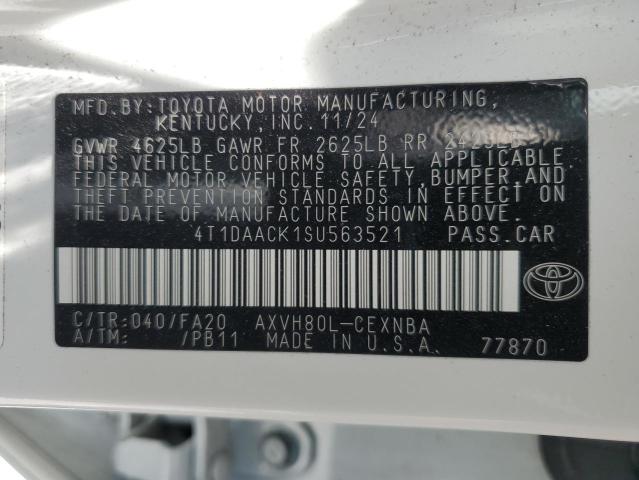 MFD.BY: TOYOTA MOTOR MANUFACTURING,
KENTUCKY, INC. 11/24
GVWR 4625LB GAWR FR 2625LB RR
THIS VEHICLE CONFORMS TO ALL APPLICABLE
FEDERAL MOTOR VEHICLE SAFETY, BUMPER, AND
THEFT PREVENTION STANDARDS IN EFFECT ON
THE DATE OF MANUFACTURE SHOWN ABOVE.
4T1DAACK1SU563521 PASS.CAR
C/TR: 040/FA20 AXVH80L-CEXNBA
A/TM: /PB11 MADE IN U.S.A. 77870
TOYOTA